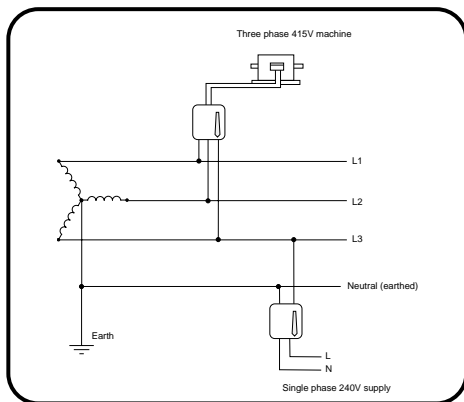 Three phase 415V machine
L1
L2
L3
Neutral (earthed)
Earth
L
N
Single phase 240V supply